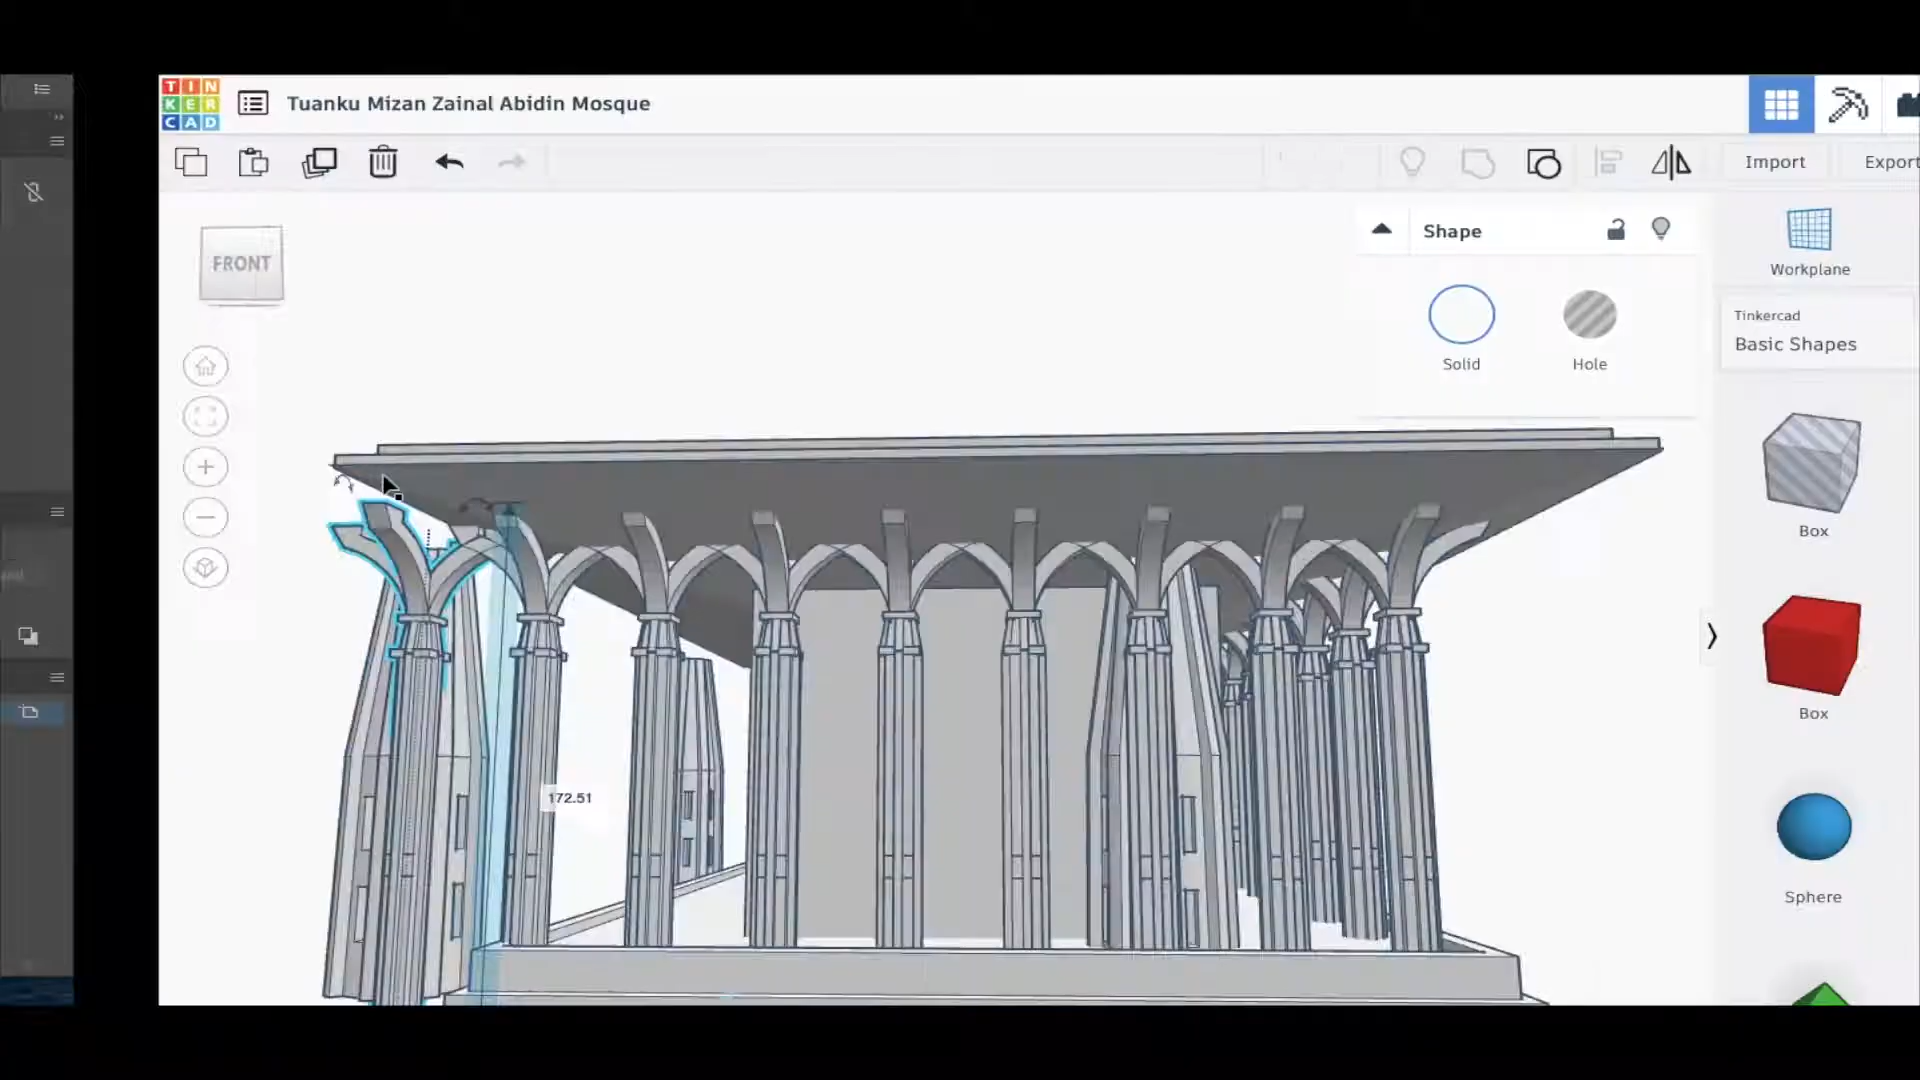 TIN
KER
CAD
Tuanku Mizan Zainal Abidin Mosque
Import
Export
FRONT
Shape
Solid
Hole
Workplane
Tinkercad
Basic Shapes
Box
Box
Sphere
172.51